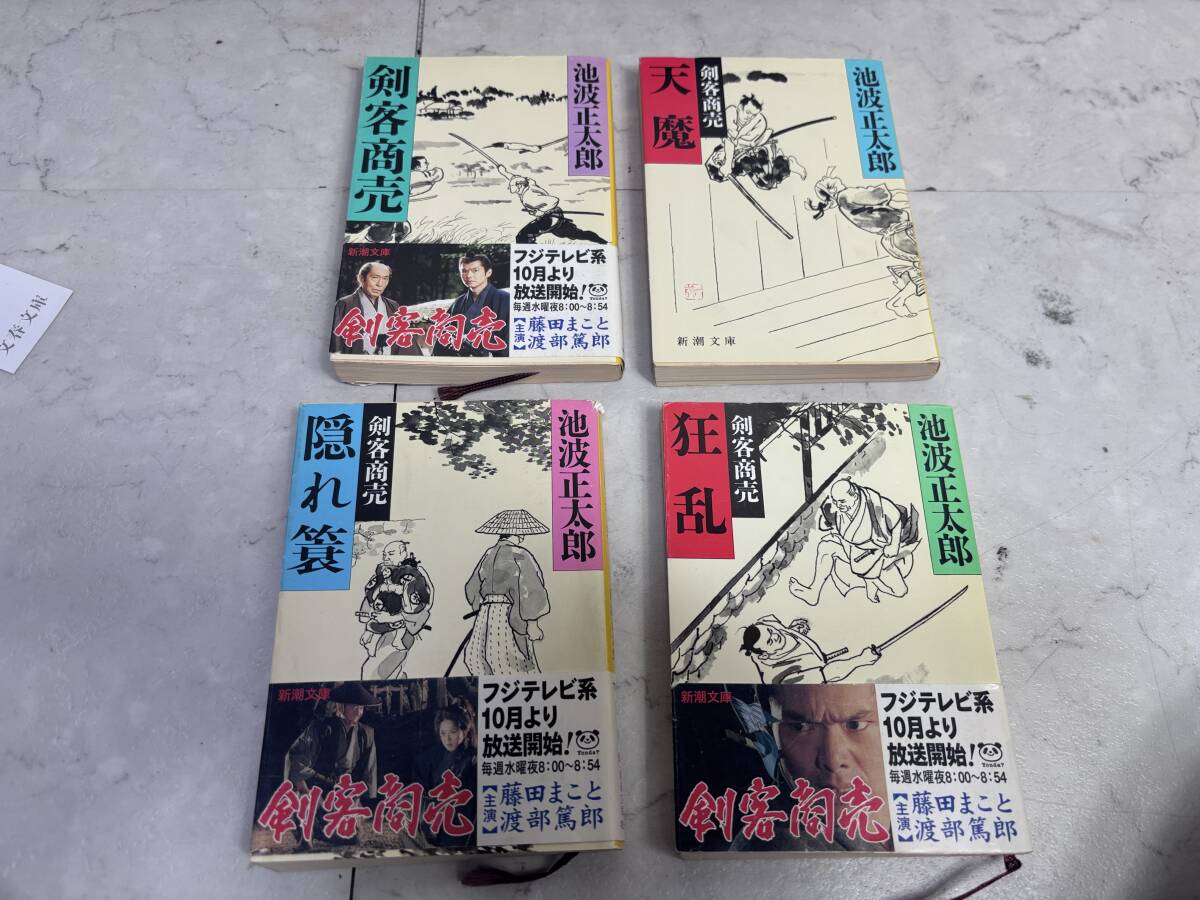 剣客商売
池波正太郎
新潮文庫
剣客商売
フジテレビ系
10月より
放送開始!
Yonda?
毎週水曜夜8:00~8:54
【主演】
藤田まこと
渡部篤郎
天魔
剣客商売
池波正太郎
新潮文庫
文春文庫
隠れ簑
剣客商売
池波正太郎
新潮文庫
剣客商売
フジテレビ系
10月より
放送開始!
Yonda?
毎週水曜夜8:00~8:54
【主演】
藤田まこと
渡部篤郎
狂乱
剣客商売
池波正太郎
新潮文庫
剣客商売
フジテレビ系
10月より
放送開始!
Yonda?
毎週水曜夜8:00~8:54
【主演】
藤田まこと
渡部篤郎